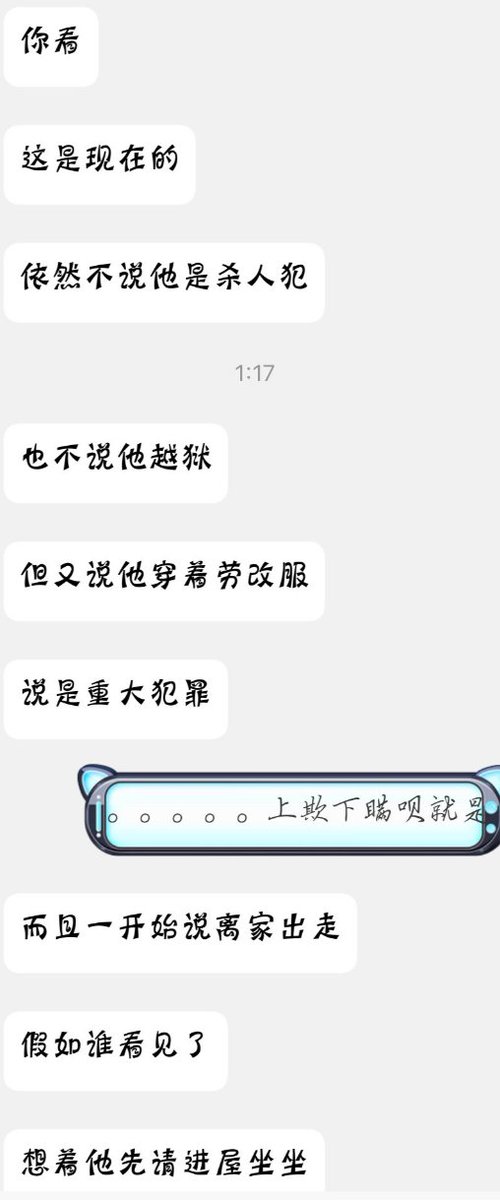 你看
这是现在的
依然不说他是杀人犯
1:17
也不说他越狱
但又说他穿着劳改服
说是重大犯罪
。。。。。上欺下瞒呗就是
而且一开始说离家出走
假如谁看见了
想着他先请进屋坐坐